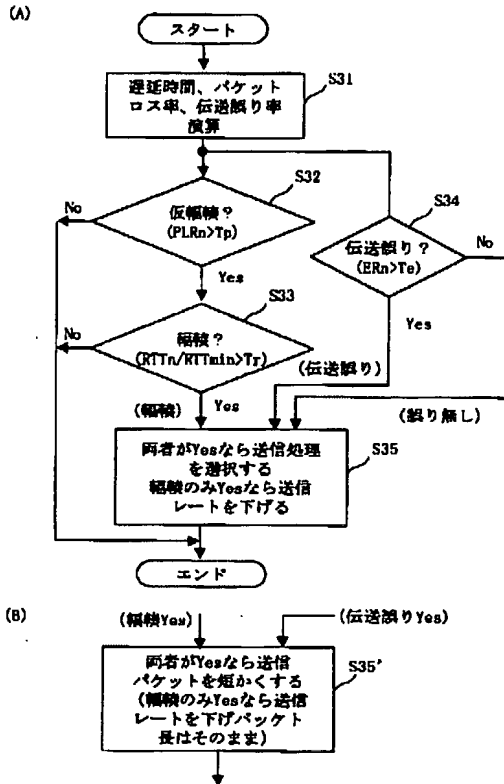 (A)
スタート
S31
遅延時間、パケット
ロス率、伝送誤り率
演算
S32
No
仮輻輳?
(PLRn>Tp)
Yes
S34
伝送誤り?
(ERn>Te)
No
Yes
S33
No
輻輳?
(RTTn/RTTmin>Tr)
(伝送誤り)
(輻輳)
Yes
(誤り無し)
S35
両者がYesなら送信処理
を選択する
輻輳のみYesなら送信
レートを下げる
エンド
(B)
(輻輳Yes)
(伝送誤りYes)
S35'
両者がYesなら送信
パケットを短かくする
(輻輳のみYesなら送信
レートを下げパッケト
長はそのまま)